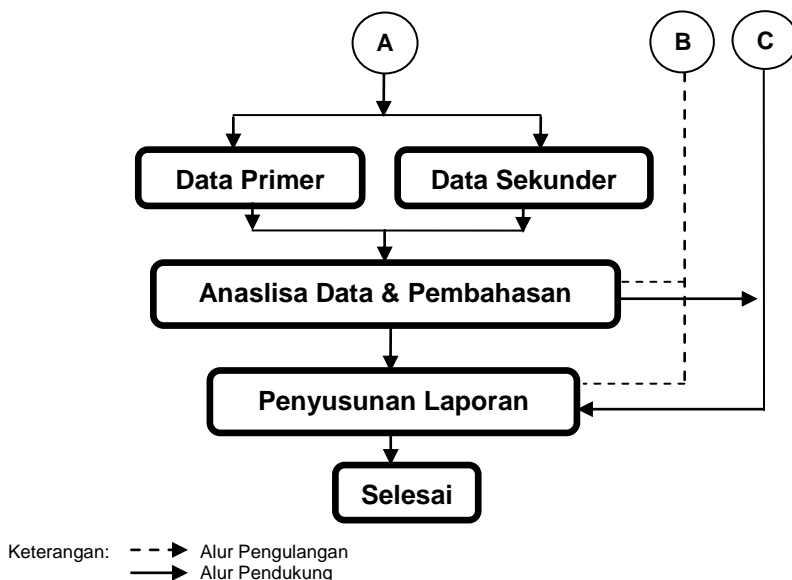 A
B
C
Data Primer
Data Sekunder
Anaslisa Data & Pembahasan
Penyusunan Laporan
Selesai
Keterangan:
Alur Pengulangan
Alur Pendukung